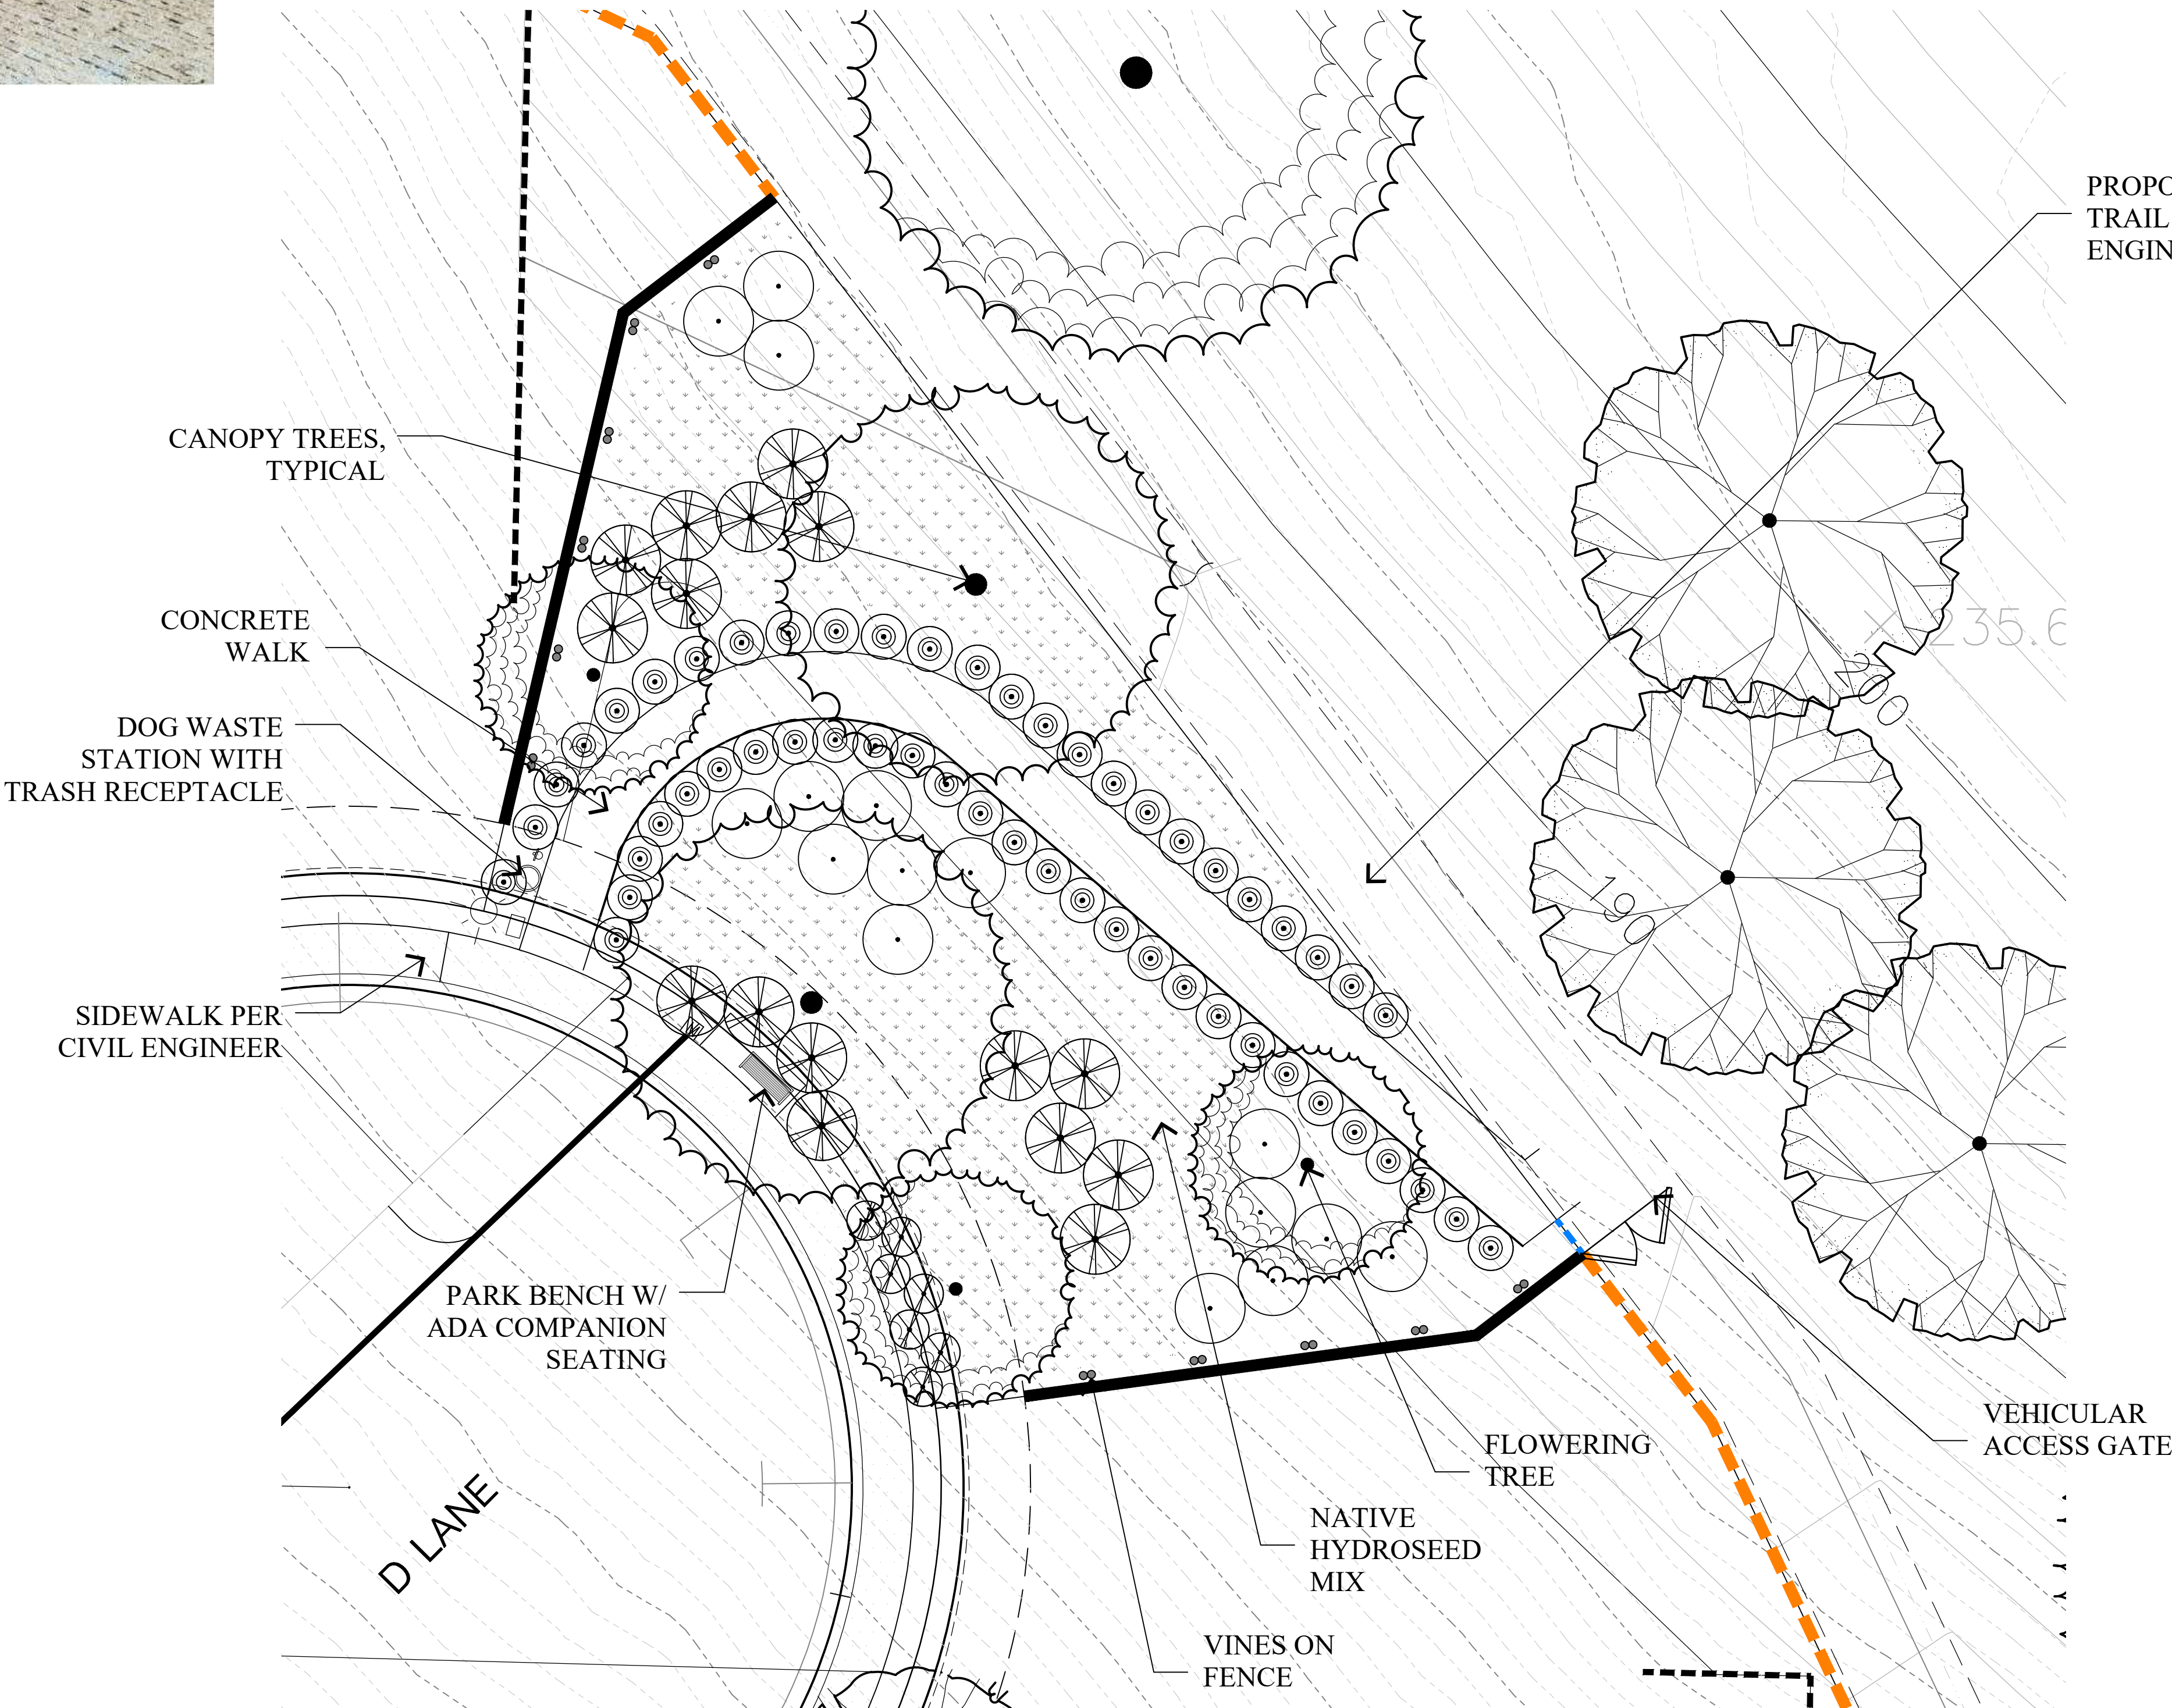 PROPO
TRAIL
ENGIN
CANOPY TREES,
TYPICAL
CONCRETE
WALK
235.6
DOG WASTE
STATION WITH
TRASH RECEPTACLE
190
SIDEWALK PER
CIVIL ENGINEER
PARK BENCH W/
ADA COMPANION
SEATING
VEHICULAR
ACCESS GATE
FLOWERING
TREE
NATIVE
HYDROSEED
MIX
D LANE
VINES ON
FENCE